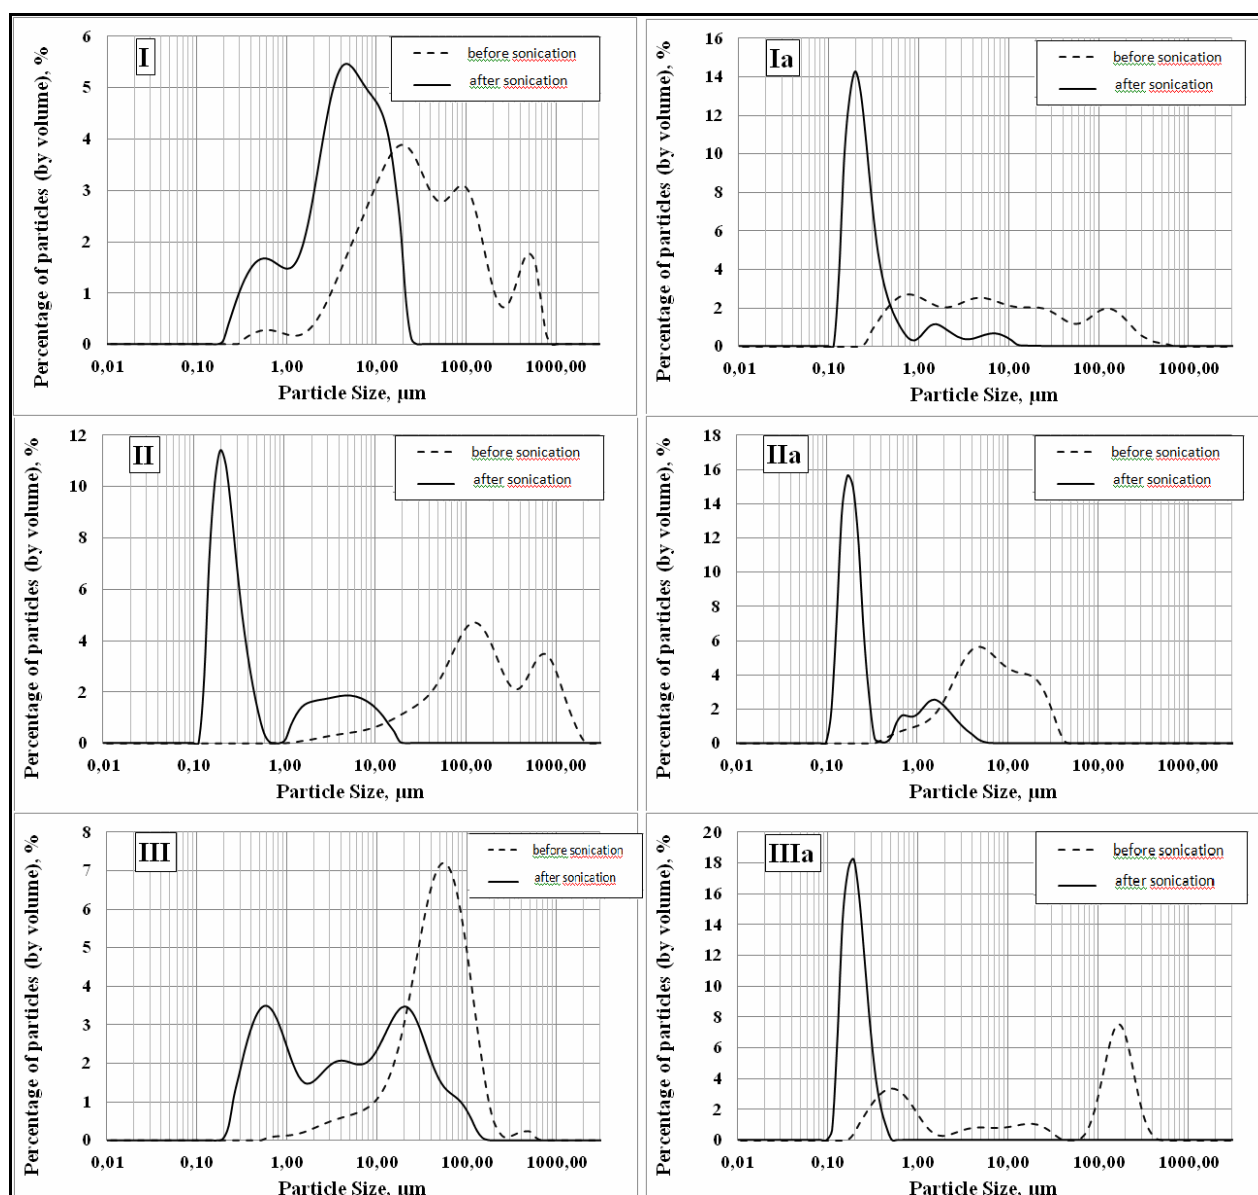 I
before sonication
after sonication
Percentage of particles (by volume), %
6
5
4
3
2
1
0
0,01 0,10 1,00 10,00 100,00 1000,00
Particle Size, µm
Ia
before sonication
after sonication
Percentage of particles (by volume), %
16
14
12
10
8
6
4
2
0
0,01 0,10 1,00 10,00 100,00 1000,00
Particle Size, µm
II
before sonication
after sonication
Percentage of particles (by volume), %
12
10
8
6
4
2
0
0,01 0,10 1,00 10,00 100,00 1000,00
Particle Size, µm
IIa
before sonication
after sonication
Percentage of particles (by volume), %
18
16
14
12
10
8
6
4
2
0
0,01 0,10 1,00 10,00 100,00 1000,00
Particle Size, µm
III
before sonication
after sonication
Percentage of particles (by volume), %
8
7
6
5
4
3
2
1
0
0,01 0,10 1,00 10,00 100,00 1000,00
Particle Size, µm
IIIa
before sonication
after sonication
Percentage of particles (by volume), %
20
18
16
14
12
10
8
6
4
2
0
0,01 0,10 1,00 10,00 100,00 1000,00
Particle Size, µm